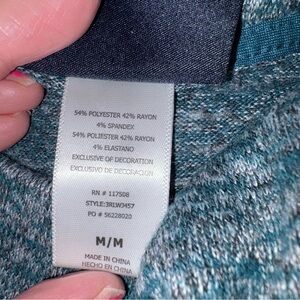 54% POLYESTER 42% RAYON
4% SPANDEX
54% POLIESTER 42% RAYON
4% ELASTANO
EXCLUSIVE OF DECORATION
EXCLUSIVO DE DECORACION
RN # 117508
STYLE:3RLW3457
PO # 56228020
M/M
MADE IN CHINA
HECHO EN CHINA